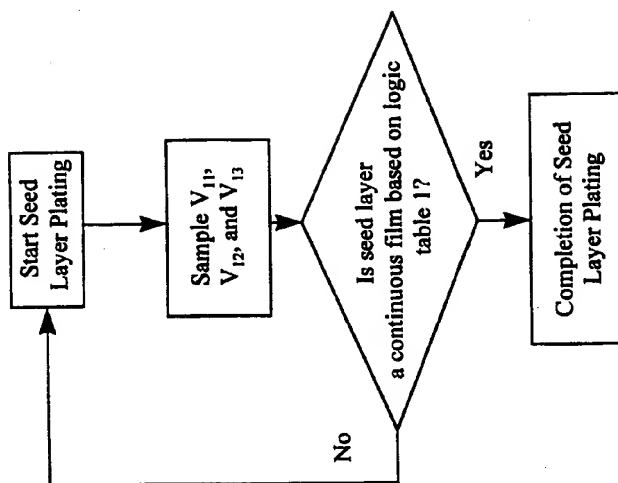 Start Seed
Layer Plating
Sample V₁₁,
V₁₂, and V₁₃
Is seed layer
a continuous film based on logic
table 1?
No
Yes
Completion of Seed
Layer Plating